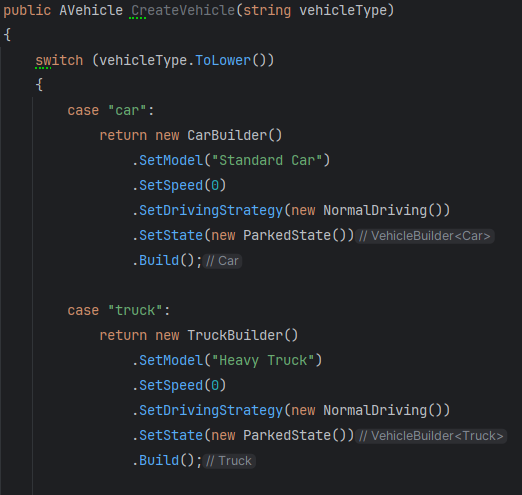 public AVehicle CreateVehicle(string vehicleType)
{
switch (vehicleType.ToLower())
{
case "car":
return new CarBuilder()
.SetModel("Standard Car")
.SetSpeed(0)
.SetDrivingStrategy(new NormalDriving())
.SetState(new ParkedState()) // VehicleBuilder<Car>
.Build(); // Car
case "truck":
return new TruckBuilder()
.SetModel("Heavy Truck")
.SetSpeed(0)
.SetDrivingStrategy(new NormalDriving())
.SetState(new ParkedState()) // VehicleBuilder<Truck>
.Build(); // Truck